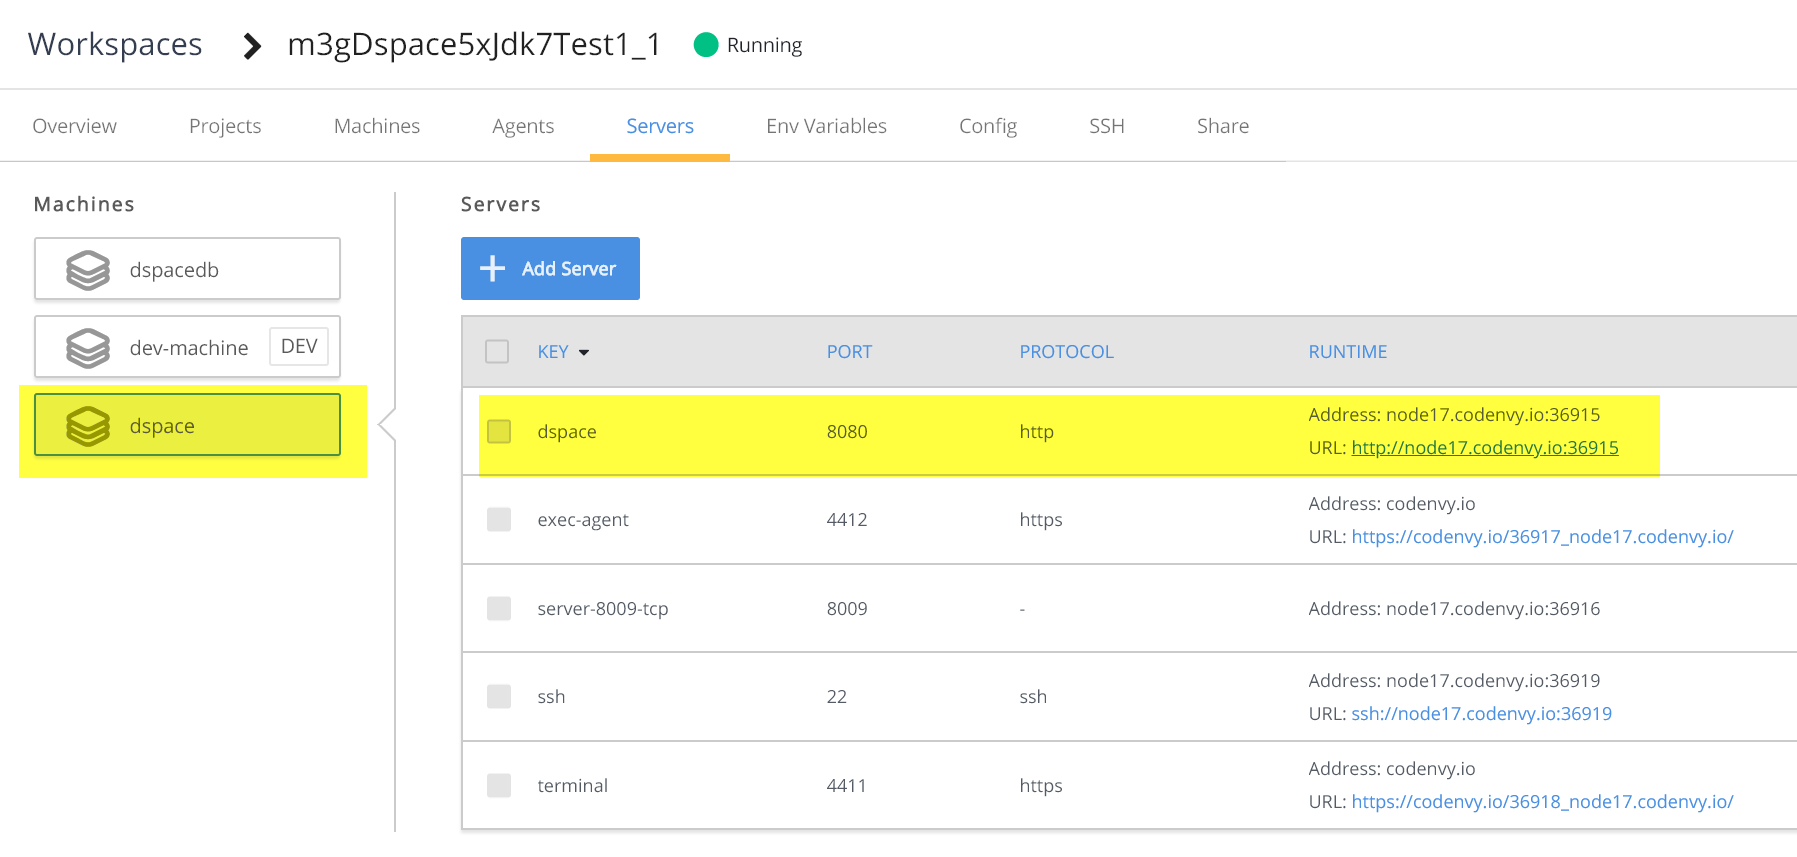 Workspaces m3gDspace5xJdk7Test1_1 Running
Overview Projects Machines Agents Servers Env Variables Config SSH Share
Machines
dspacedb
dev-machine DEV
dspace
Servers
Add Server
KEY PORT PROTOCOL RUNTIME
dspace 8080 http Address: node17.codenvy.io:36915
URL: http://node17.codenvy.io:36915
exec-agent 4412 https Address: codenvy.io
URL: https://codenvy.io/36917_node17.codenvy.io/
server-8009-tcp 8009 - Address: node17.codenvy.io:36916
ssh 22 ssh Address: node17.codenvy.io:36919
URL: ssh://node17.codenvy.io:36919
terminal 4411 https Address: codenvy.io
URL: https://codenvy.io/36918_node17.codenvy.io/